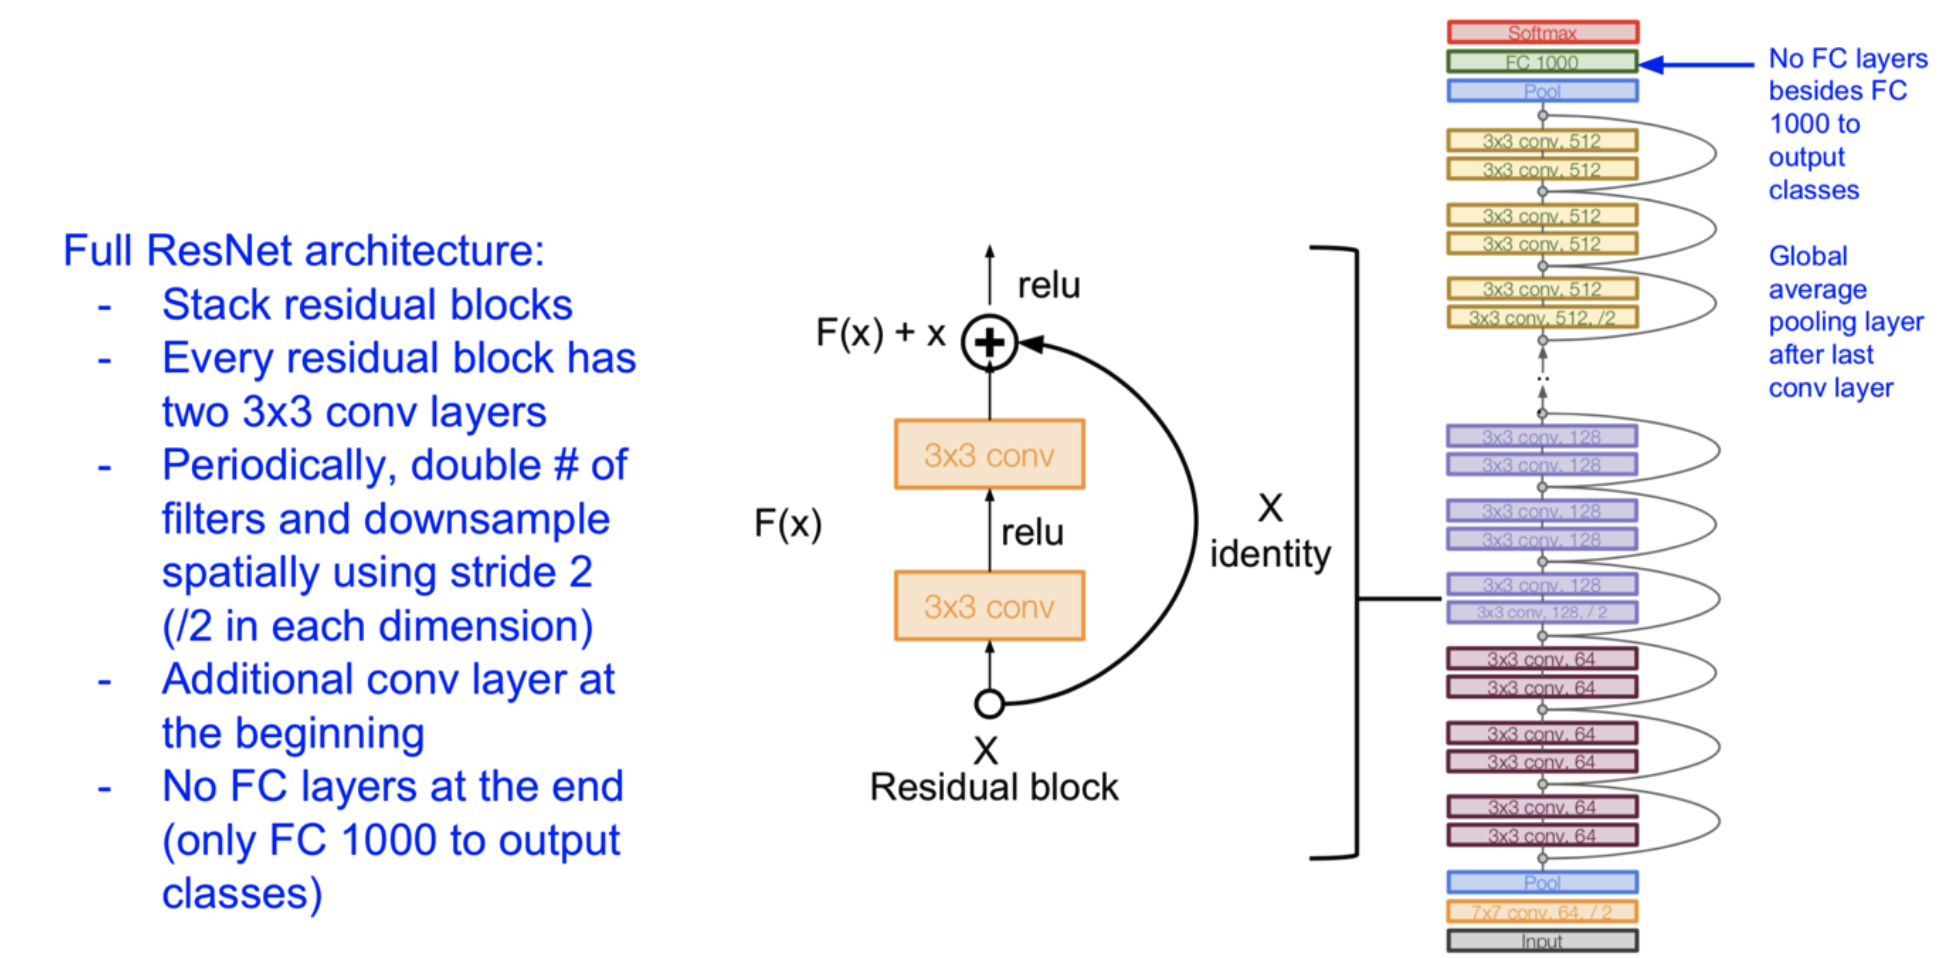 Full ResNet architecture:
- Stack residual blocks
- Every residual block has
two 3x3 conv layers
- Periodically, double # of
filters and downsample
spatially using stride 2
(/2 in each dimension)
- Additional conv layer at
the beginning
- No FC layers at the end
(only FC 1000 to output
classes)
relu
F(x) + x
3x3 conv
F(x)
relu
X
identity
3x3 conv
X
Residual block
Softmax
FC 1000
Pool
3x3 conv, 512
3x3 conv, 512
3x3 conv, 512
3x3 conv, 512
3x3 conv, 512
3x3 conv, 512, /2
..
3x3 conv, 128
3x3 conv, 128
3x3 conv, 128
3x3 conv, 128
3x3 conv, 128
3x3 conv, 128, / 2
3x3 conv, 64
3x3 conv, 64
3x3 conv, 64
3x3 conv, 64
3x3 conv, 64
3x3 conv, 64
Pool
7x7 conv, 64, / 2
Input
No FC layers
besides FC
1000 to
output
classes
Global
average
pooling layer
after last
conv layer